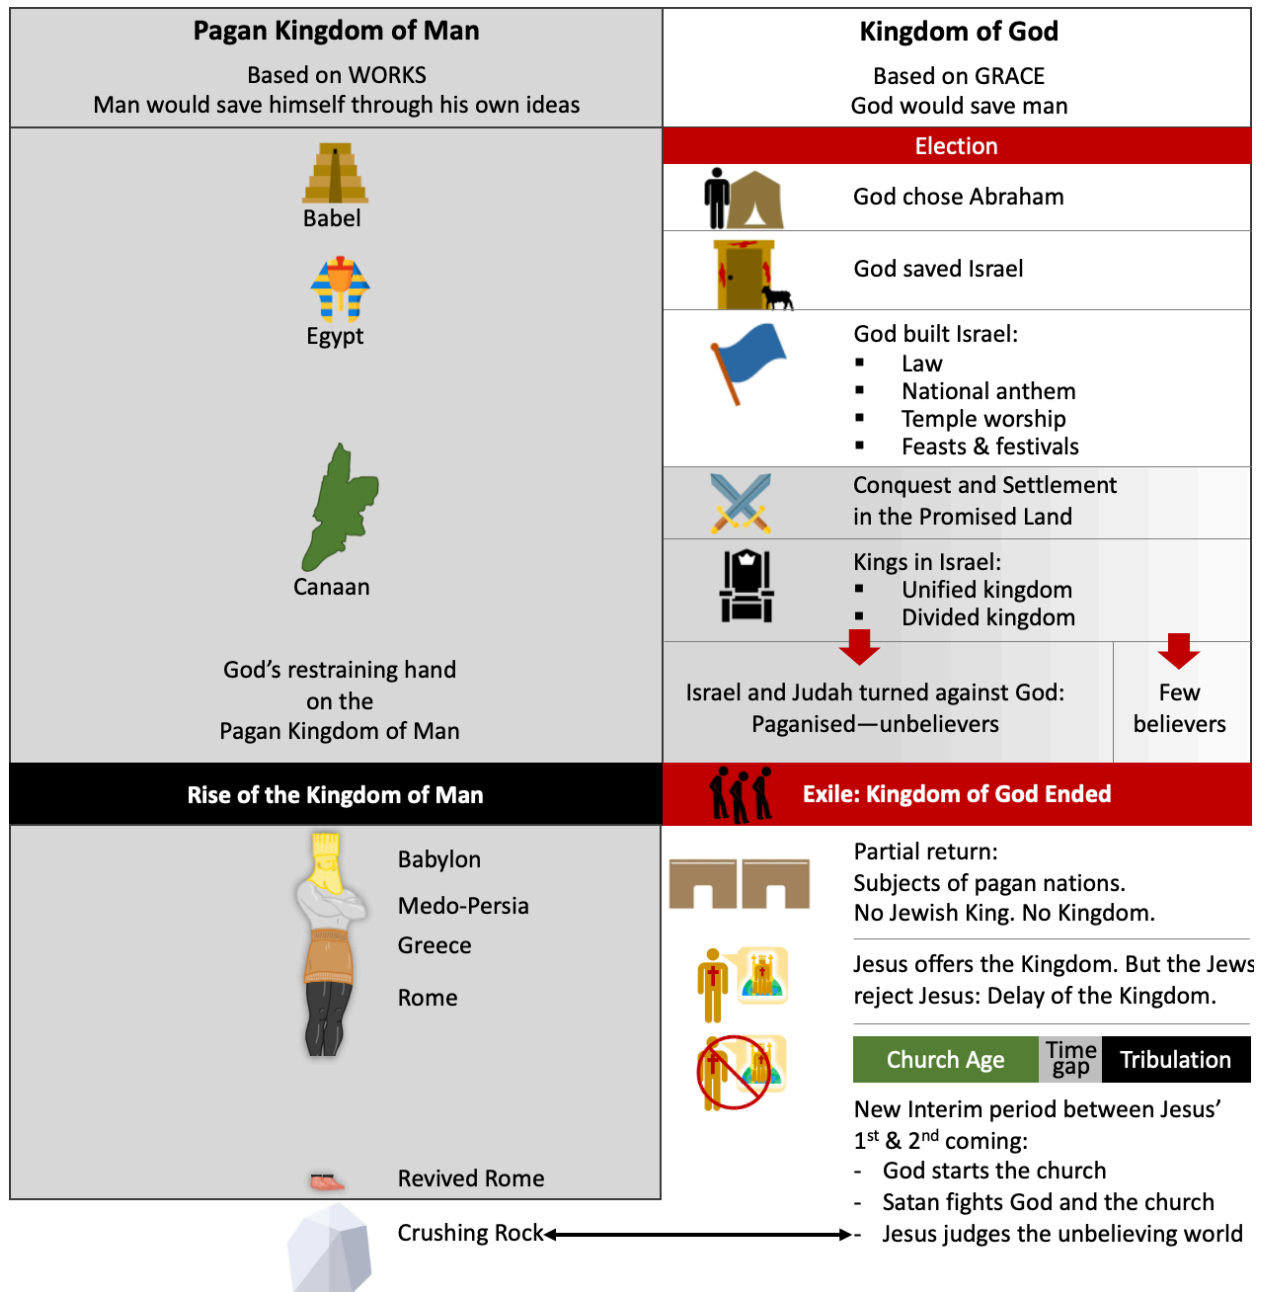 Pagan Kingdom of Man
Based on WORKS
Man would save himself through his own ideas
Kingdom of God
Based on GRACE
God would save man
Babel
Egypt
Canaan
God’s restraining hand
on the
Pagan Kingdom of Man
Election
God chose Abraham
God saved Israel
God built Israel:
▪ Law
▪ National anthem
▪ Temple worship
▪ Feasts & festivals
Conquest and Settlement
in the Promised Land
Kings in Israel:
▪ Unified kingdom
▪ Divided kingdom
Israel and Judah turned against God:
Paganised—unbelievers
Few
believers
Rise of the Kingdom of Man
Exile: Kingdom of God Ended
Babylon
Medo-Persia
Greece
Rome
Revived Rome
Crushing Rock
Partial return:
Subjects of pagan nations.
No Jewish King. No Kingdom.
Jesus offers the Kingdom. But the Jews
reject Jesus: Delay of the Kingdom.
Church Age
Time
gap
Tribulation
New Interim period between Jesus’
1st & 2nd coming:
- God starts the church
- Satan fights God and the church
- Jesus judges the unbelieving world